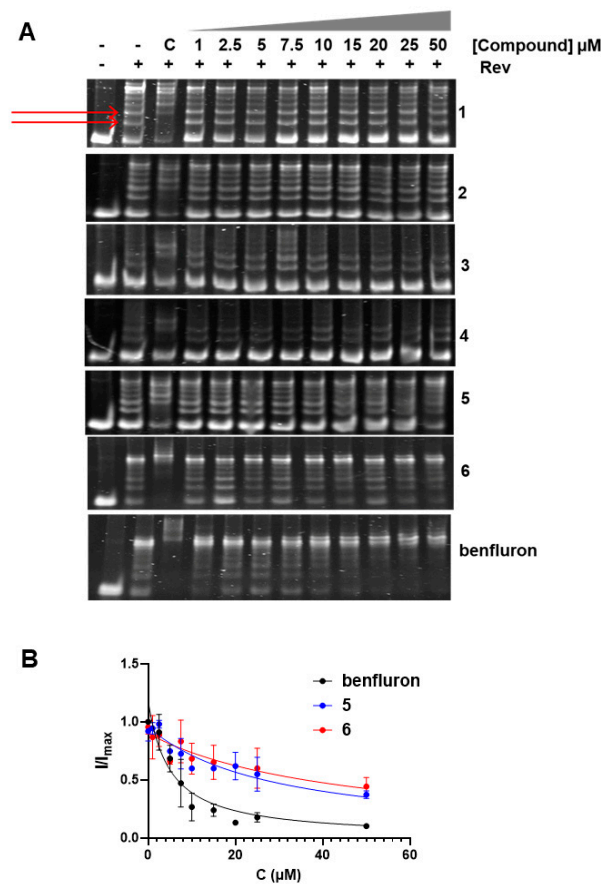 A
- - C 1 2.5 5 7.5 10 15 20 25 50 [Compound] µM
- + + + + + + + + + + + Rev
1
2
3
4
5
6
benfluron
B
1.5
1.0
0.5
0.0
I/Imax
benfluron
5
6
0 20 40 60
C (µM)